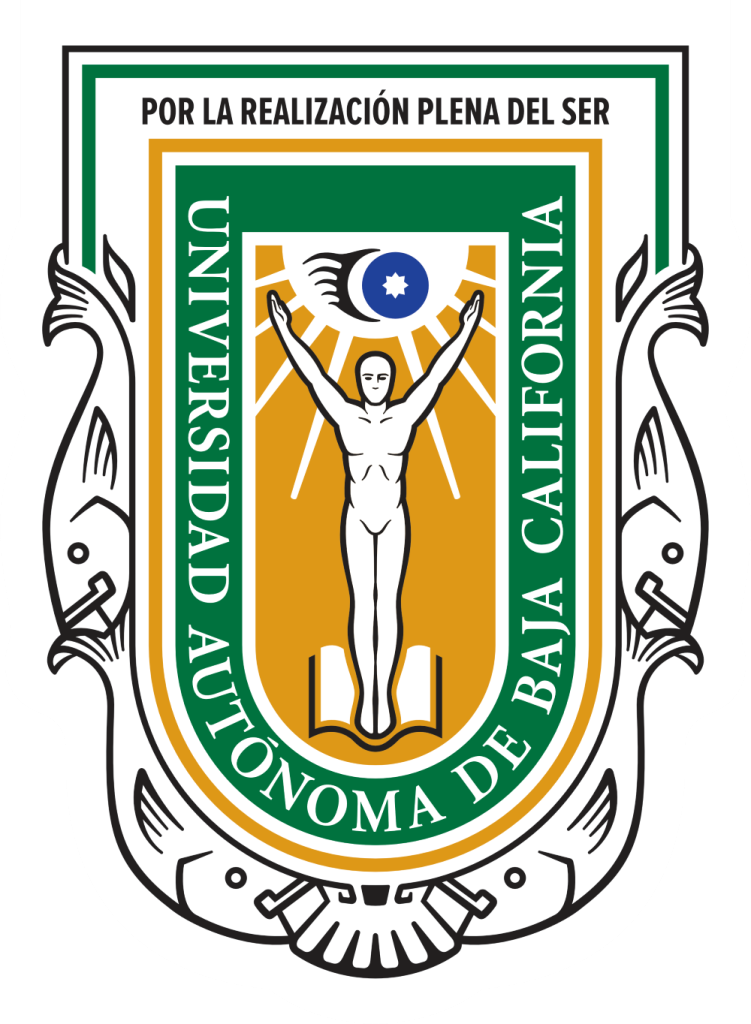 POR LA REALIZACIÓN PLENA DEL SER
UNIVERSIDAD AUTÓNOMA DE BAJA CALIFORNIA